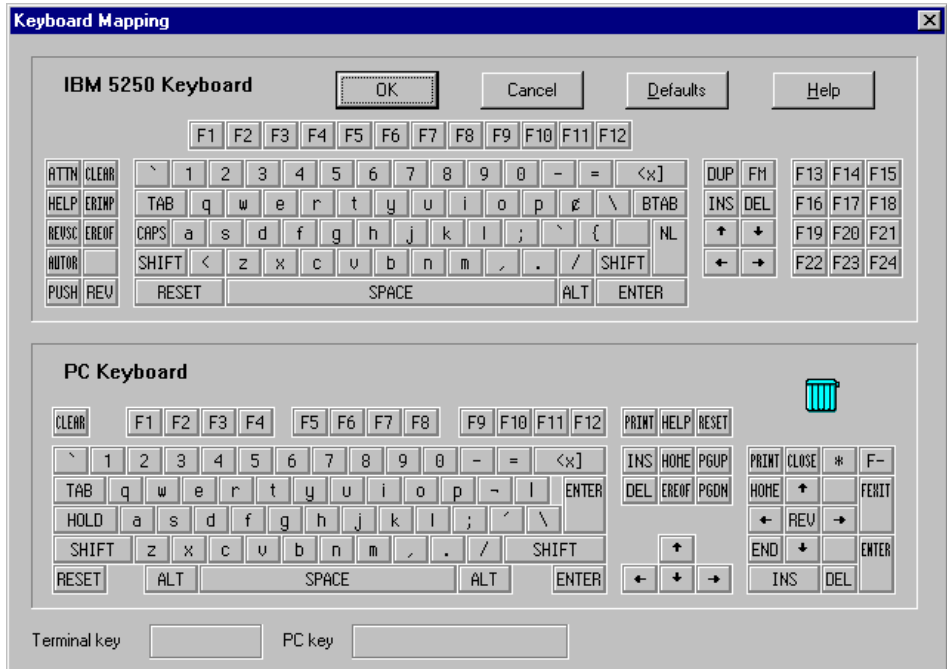 Keyboard Mapping
IBM 5250 Keyboard OK Cancel Defaults Help
F1 F2 F3 F4 F5 F6 F7 F8 F9 F10 F11 F12
ATTN CLEAR ` 1 2 3 4 5 6 7 8 9 0 - = <x] DUP FM F13 F14 F15
HELP ERINP TAB q w e r t y u i o p ¢ \ BTAB INS DEL F16 F17 F18
REVSC EREOF CAPS a s d f g h j k l ; ` { NL ↑ ↓ F19 F20 F21
AUTOR SHIFT < z x c v b n m , . / SHIFT ← → F22 F23 F24
PUSH REV RESET SPACE ALT ENTER
PC Keyboard
CLEAR F1 F2 F3 F4 F5 F6 F7 F8 F9 F10 F11 F12 PRINT HELP RESET
` 1 2 3 4 5 6 7 8 9 0 - = <x] INS HOME PGUP PRINT CLOSE * F-
TAB q w e r t y u i o p ¬ | ENTER DEL EREOF PGDN HOME ↑ FEXIT
HOLD a s d f g h j k l ; ´ \ ← REV →
SHIFT z x c v b n m , . / SHIFT ↑ END ↓ ENTER
RESET ALT SPACE ALT ENTER ← ↓ → INS DEL
Terminal key PC key